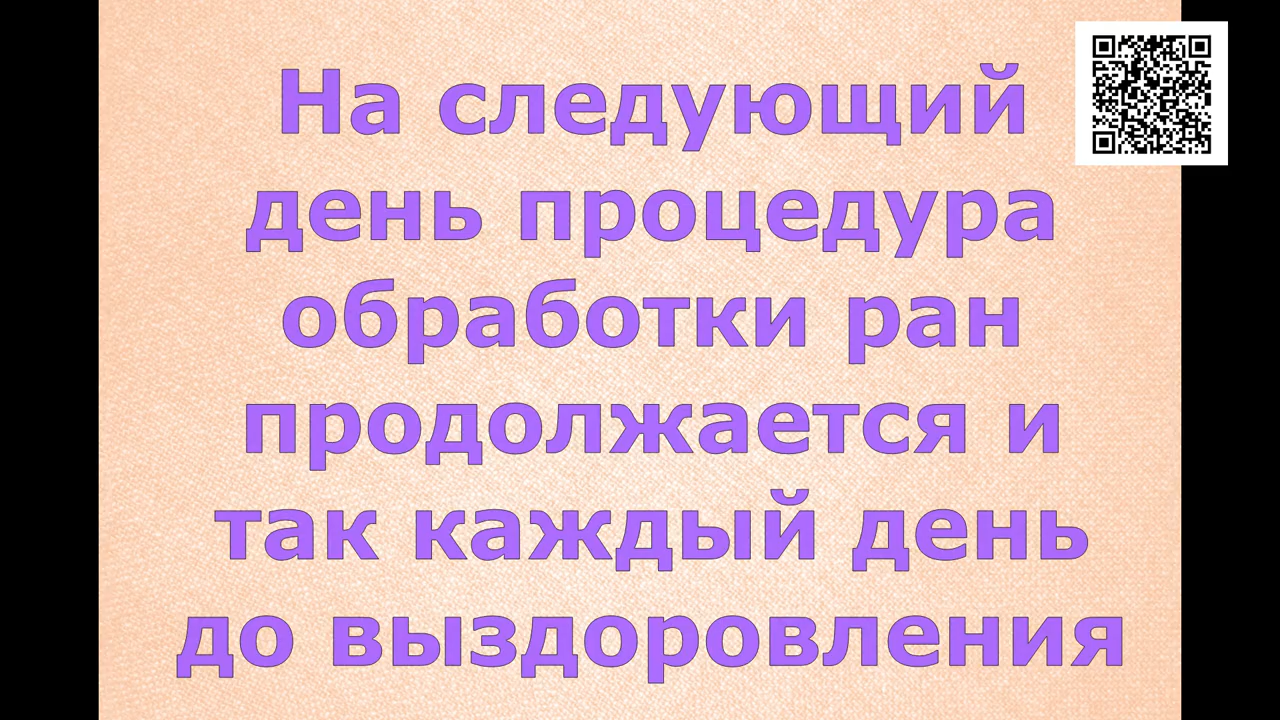 На следующий
день процедура
обработки ран
продолжается и
так каждый день
до выздоровления